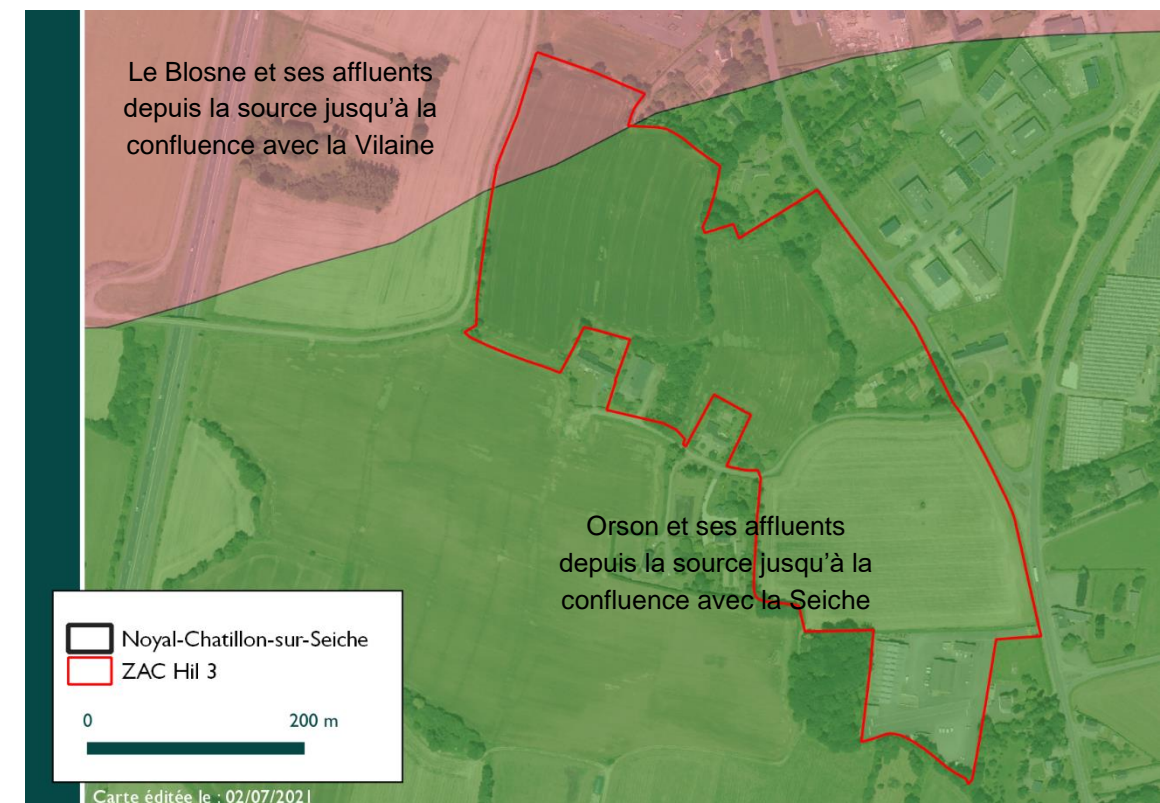 Le Blosne et ses affluents
depuis la source jusqu'à la
confluence avec la Vilaine
Orson et ses affluents
depuis la source jusqu'à la
confluence avec la Seiche
Noyal-Chatillon-sur-Seiche
ZAC Hil 3
0 200 m
Carte éditée le : 02/07/2021